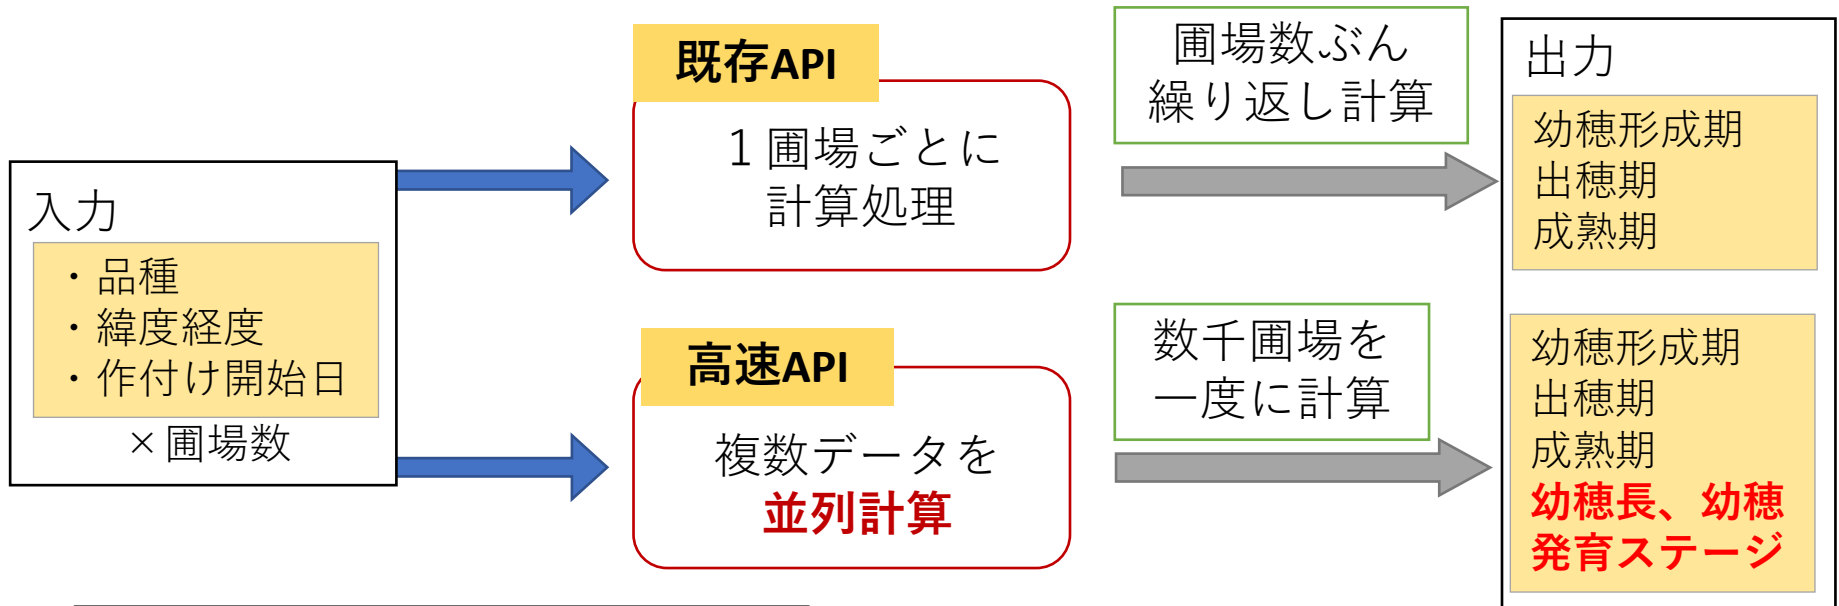 入力
・品種
・緯度経度
・作付け開始日
×圃場数
既存API
１圃場ごとに
計算処理
圃場数ぶん
繰り返し計算
高速API
複数データを
並列計算
数千圃場を
一度に計算
出力
幼穂形成期
出穂期
成熟期
幼穂形成期
出穂期
成熟期
幼穂長、幼穂
発育ステージ